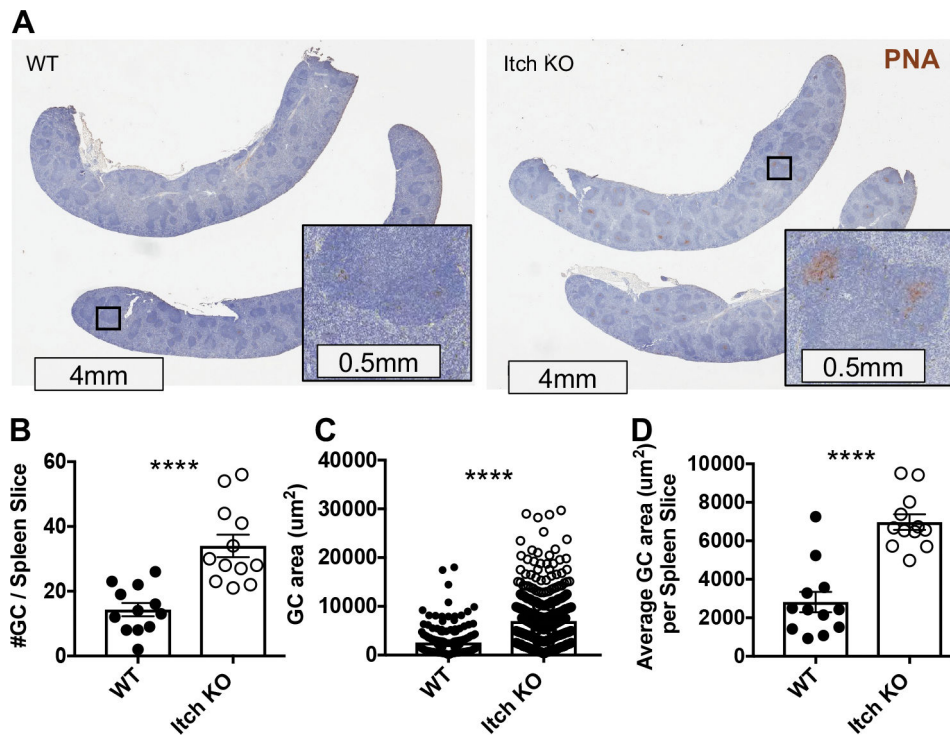 A
WT
Itch KO
PNA
4mm
0.5mm
4mm
0.5mm
B
#GC / Spleen Slice
60
40
20
0
****
WT
Itch KO
C
GC area (um²)
40000
30000
20000
10000
0
****
WT
Itch KO
D
Average GC area (um²)
per Spleen Slice
10000
8000
6000
4000
2000
0
****
WT
Itch KO